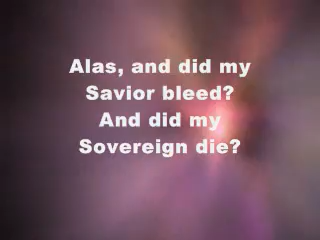 Alas, and did my
Savior bleed?
And did my
Sovereign die?